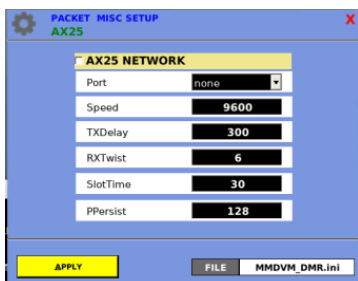 PACKET MISC SETUP
X
AX25
AX25 NETWORK
Port none
Speed 9600
TXDelay 300
RXTwist 6
SlotTime 30
PPersist 128
APPLY FILE MMDVM_DMR.ini